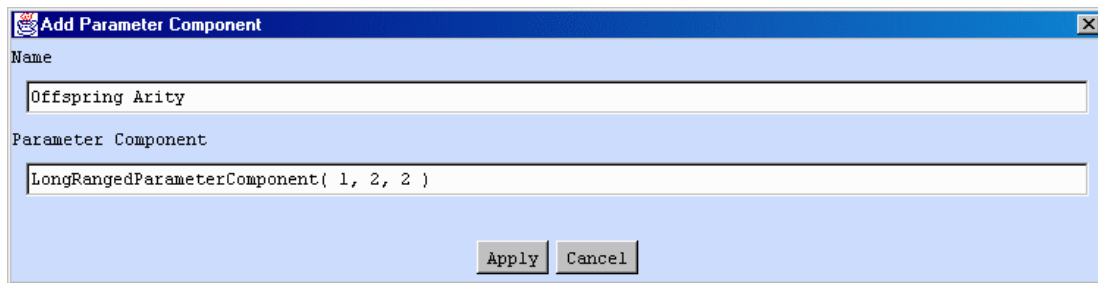 Add Parameter Component
Name
Offspring Arity
Parameter Component
LongRangedParameterComponent( 1, 2, 2 )
Apply Cancel